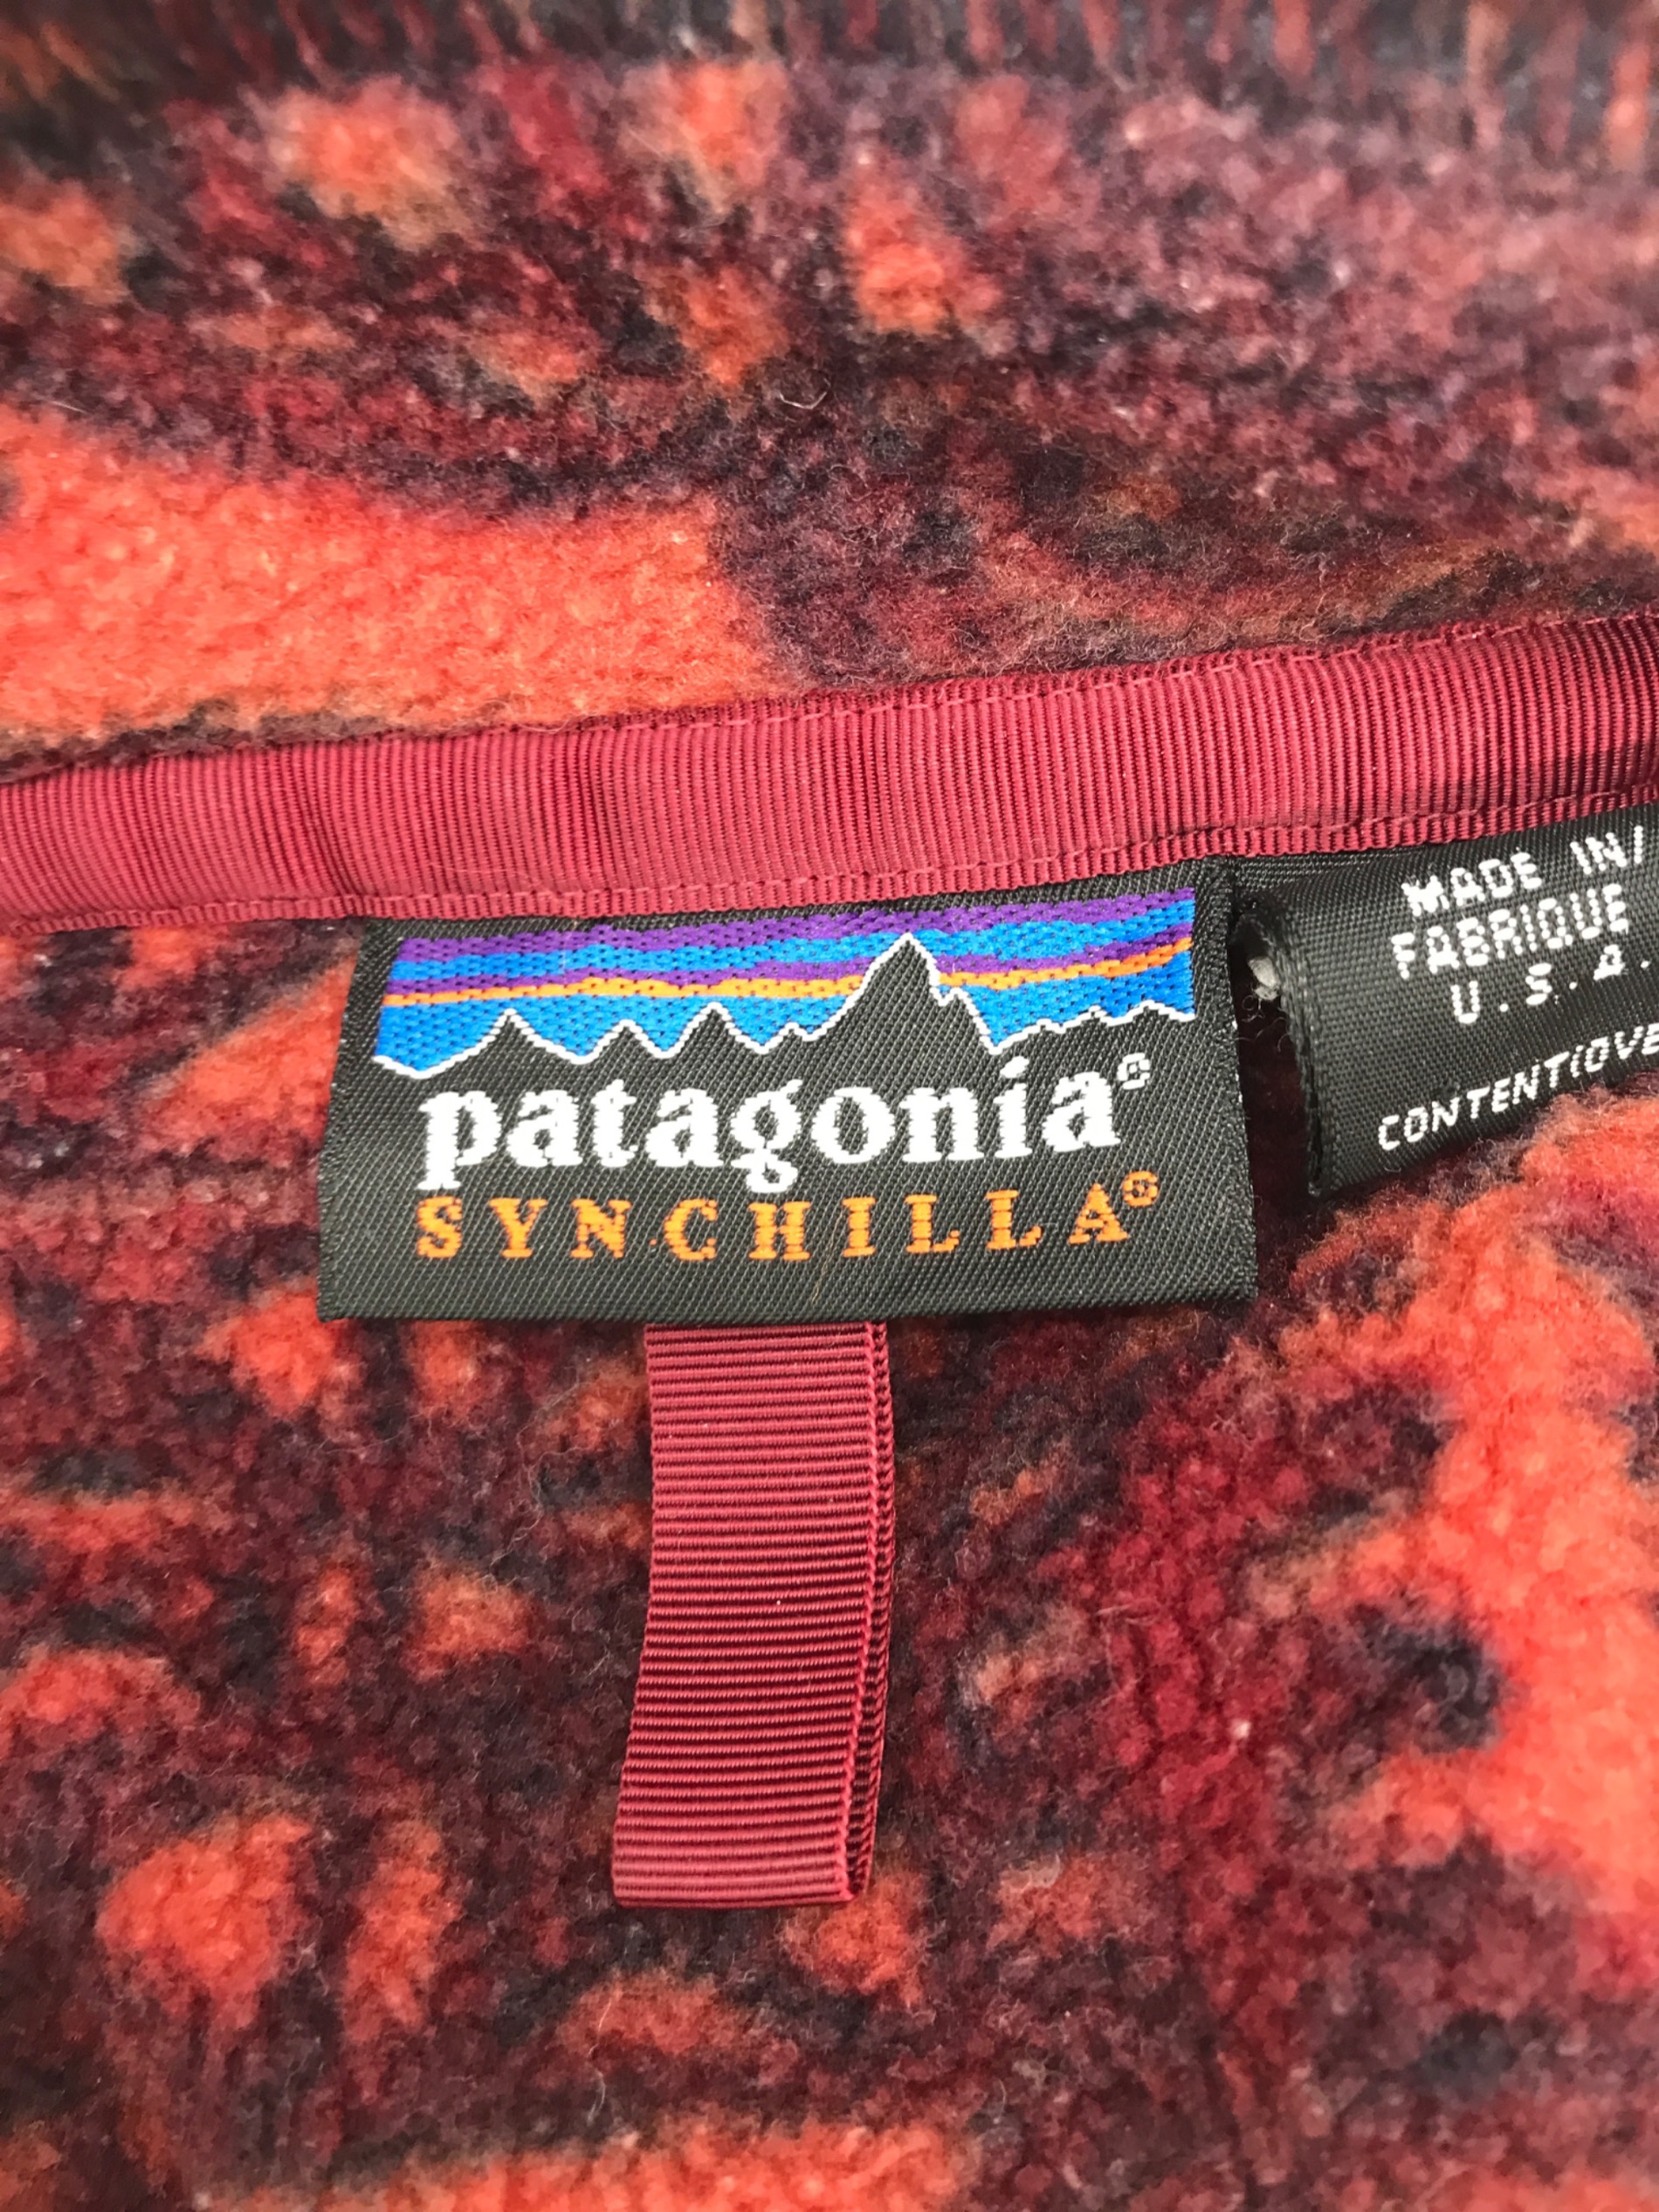 patagonia®
SYNCHILLA®
MADE IN/
FABRIQUE
U.S.A.